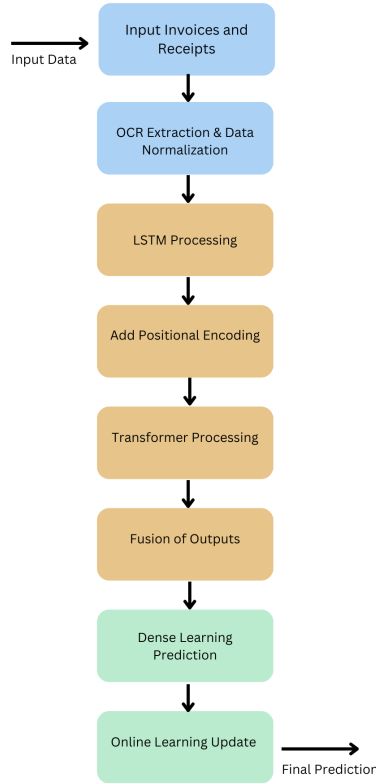 Input Invoices and
Receipts
Input Data
OCR Extraction & Data
Normalization
LSTM Processing
Add Positional Encoding
Transformer Processing
Fusion of Outputs
Dense Learning
Prediction
Online Learning Update
Final Prediction